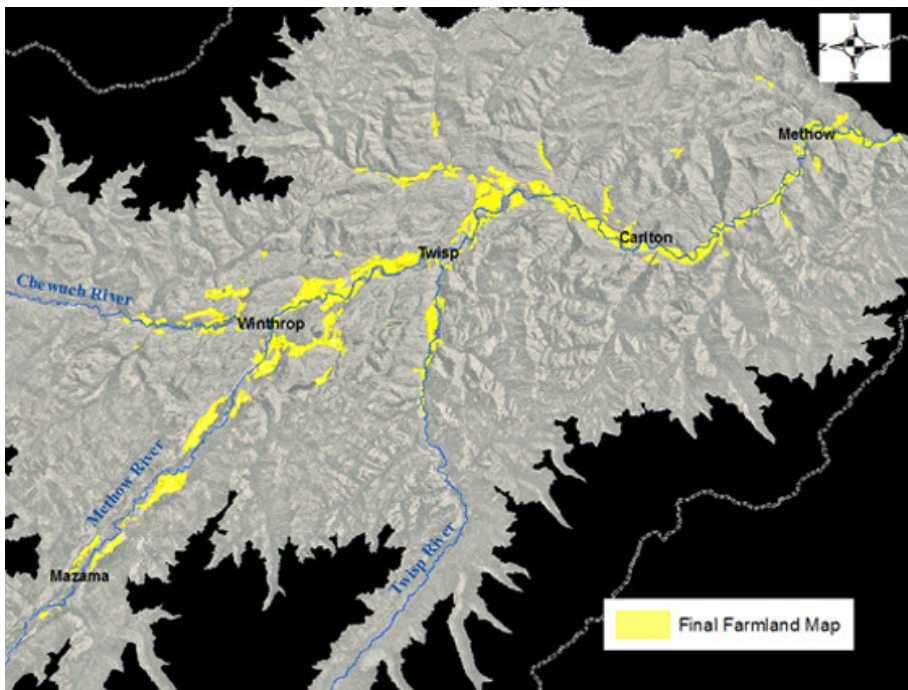 E
N
S
W
Methow
Carlton
Twisp
Chewuch River
Winthrop
Methow River
Mazama
Twisp River
Final Farmland Map